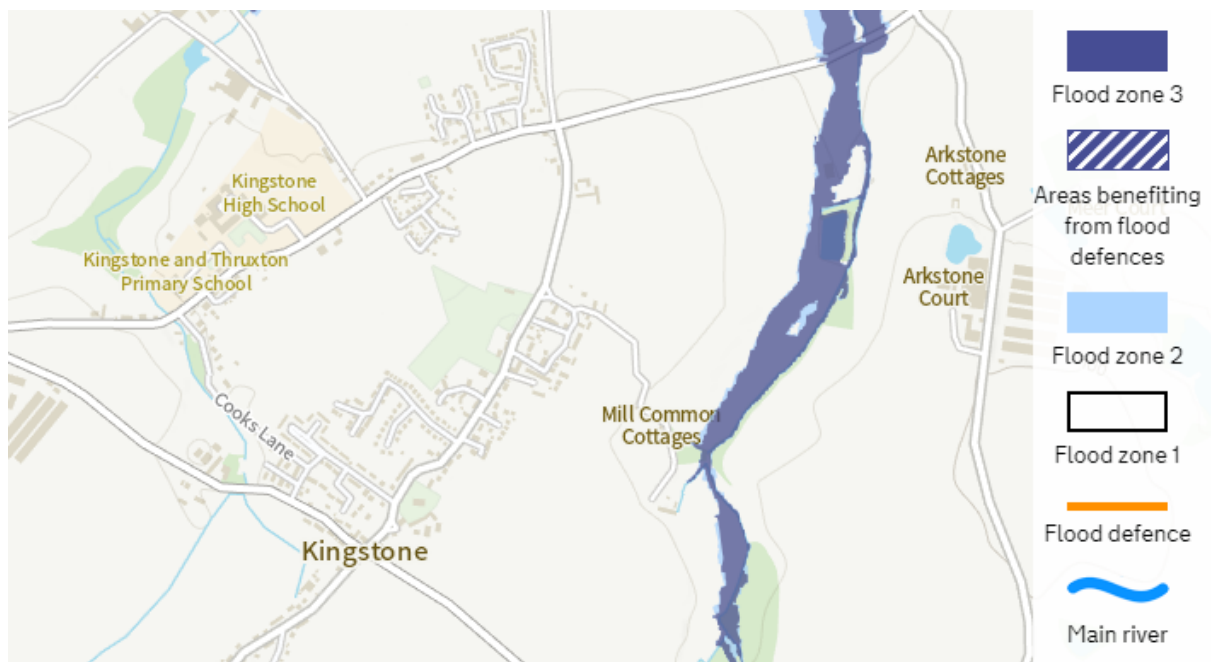 Kingstone
High School
Kingstone and Thruxton
Primary School
Cooks Lane
Kingstone
Mill Common
Cottages
Arkstone
Cottages
Arkstone
Court
Flood zone 3
Areas benefiting
from flood
defences
Flood zone 2
Flood zone 1
Flood defence
Main river